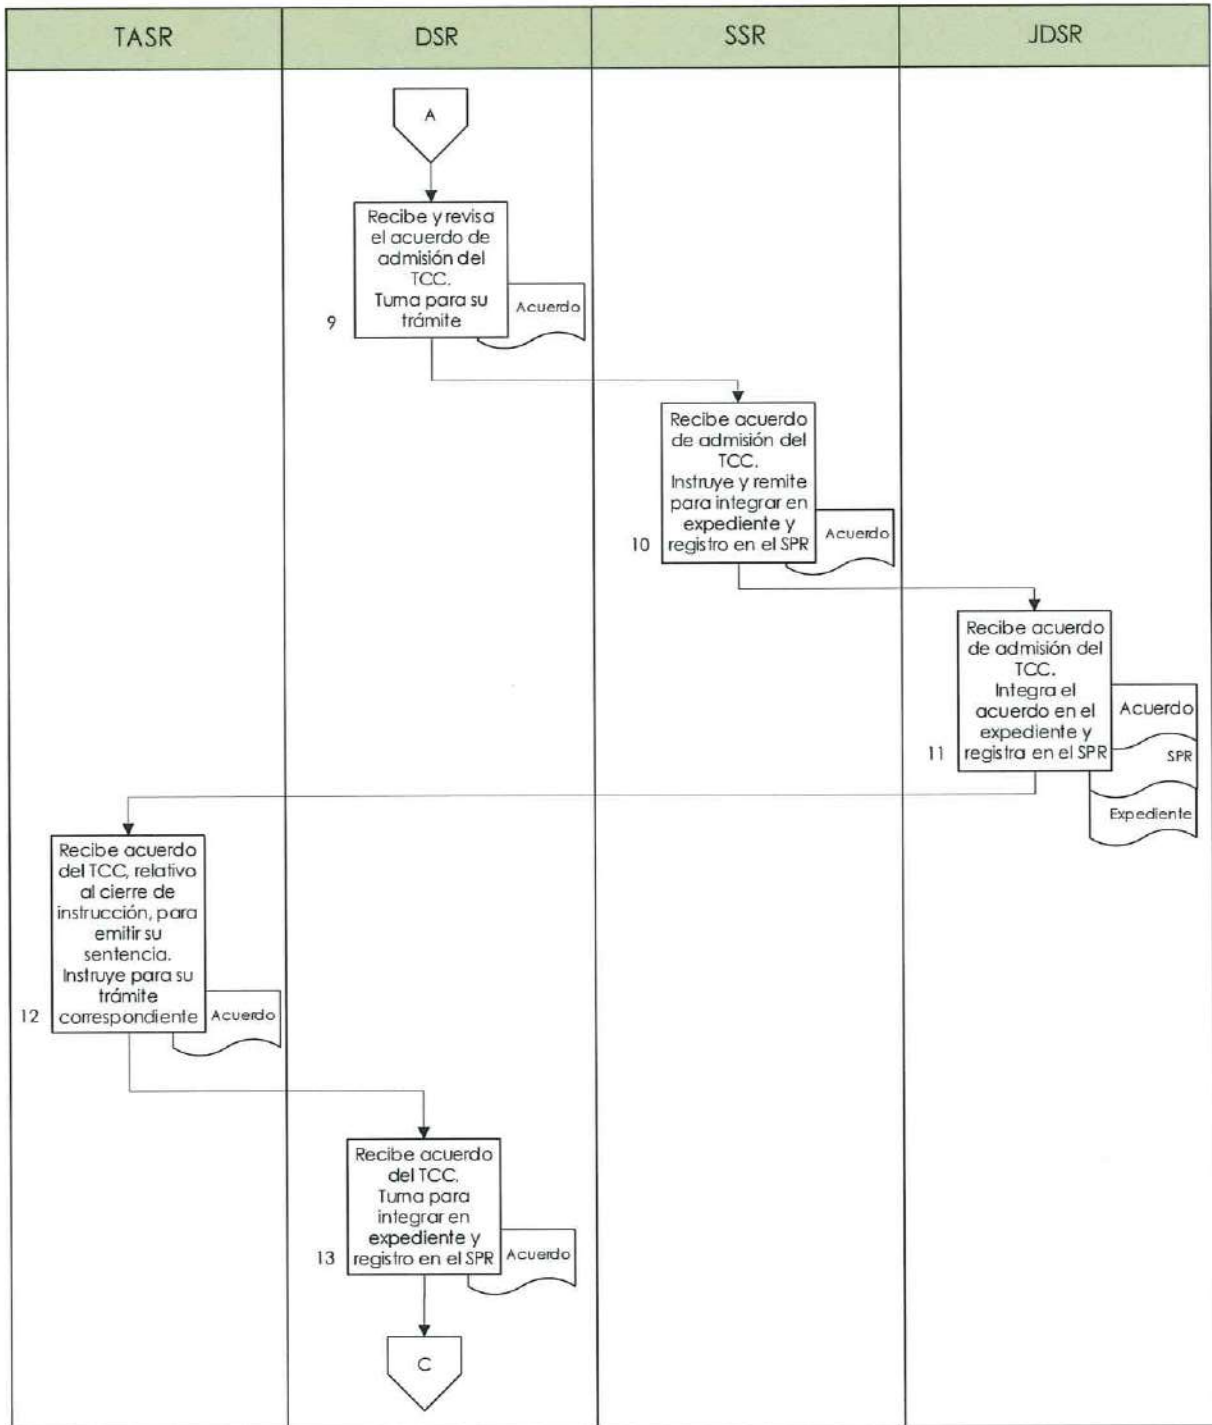 TASR
DSR
SSR
JDSR
A
Recibe y revisa
el acuerdo de
admisión del
TCC.
Turna para su
trámite
9
Acuerdo
Recibe acuerdo
de admisión del
TCC.
Instruye y remite
para integrar en
expediente y
registro en el SPR
10
Acuerdo
Recibe acuerdo
de admisión del
TCC.
Integra el
acuerdo en el
expediente y
registra en el SPR
11
Acuerdo
SPR
Expediente
Recibe acuerdo
del TCC, relativo
al cierre de
instrucción, para
emitir su
sentencia.
Instruye para su
trámite
correspondiente
12
Acuerdo
Recibe acuerdo
del TCC.
Turna para
integrar en
expediente y
registro en el SPR
13
Acuerdo
C